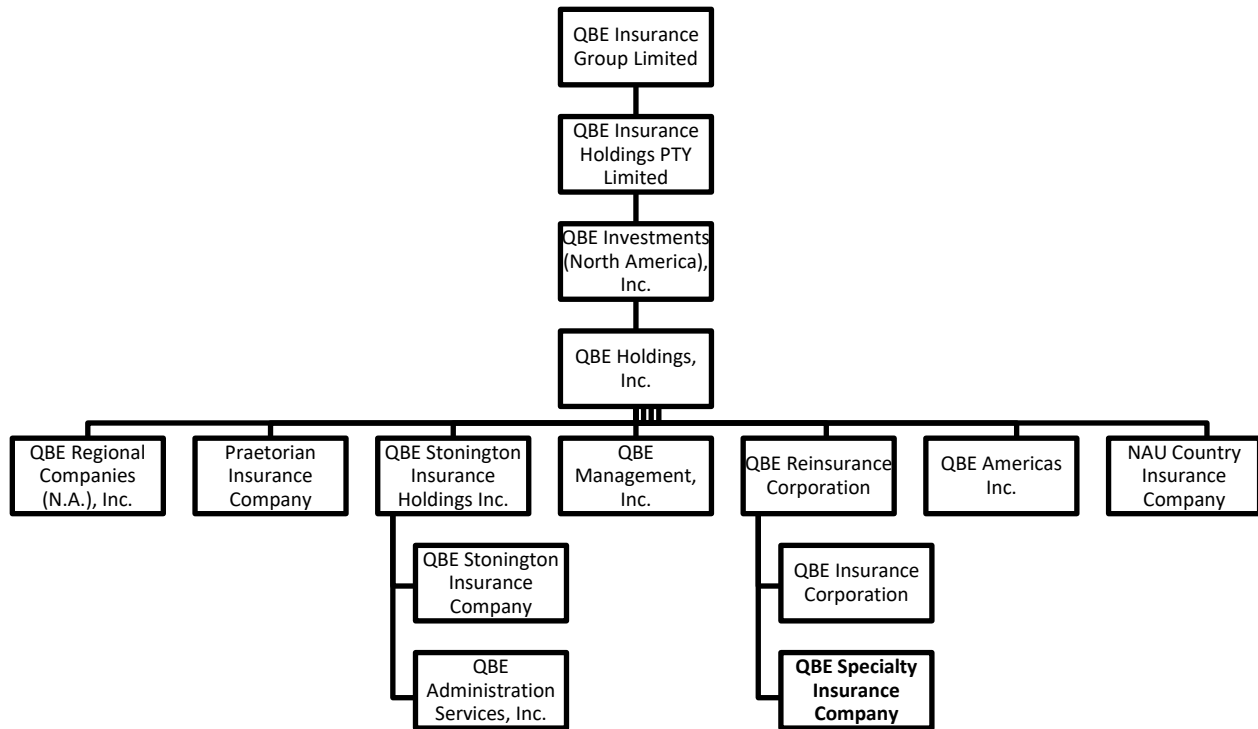 QBE Insurance
Group Limited
QBE Insurance
Holdings PTY
Limited
QBE Investments
(North America),
Inc.
QBE Holdings,
Inc.
QBE Regional
Companies
(N.A.), Inc.
Praetorian
Insurance
Company
QBE Stonington
Insurance
Holdings Inc.
QBE
Management,
Inc.
QBE Reinsurance
Corporation
QBE Americas
Inc.
NAU Country
Insurance
Company
QBE Stonington
Insurance
Company
QBE
Administration
Services, Inc.
QBE Insurance
Corporation
QBE Specialty
Insurance
Company